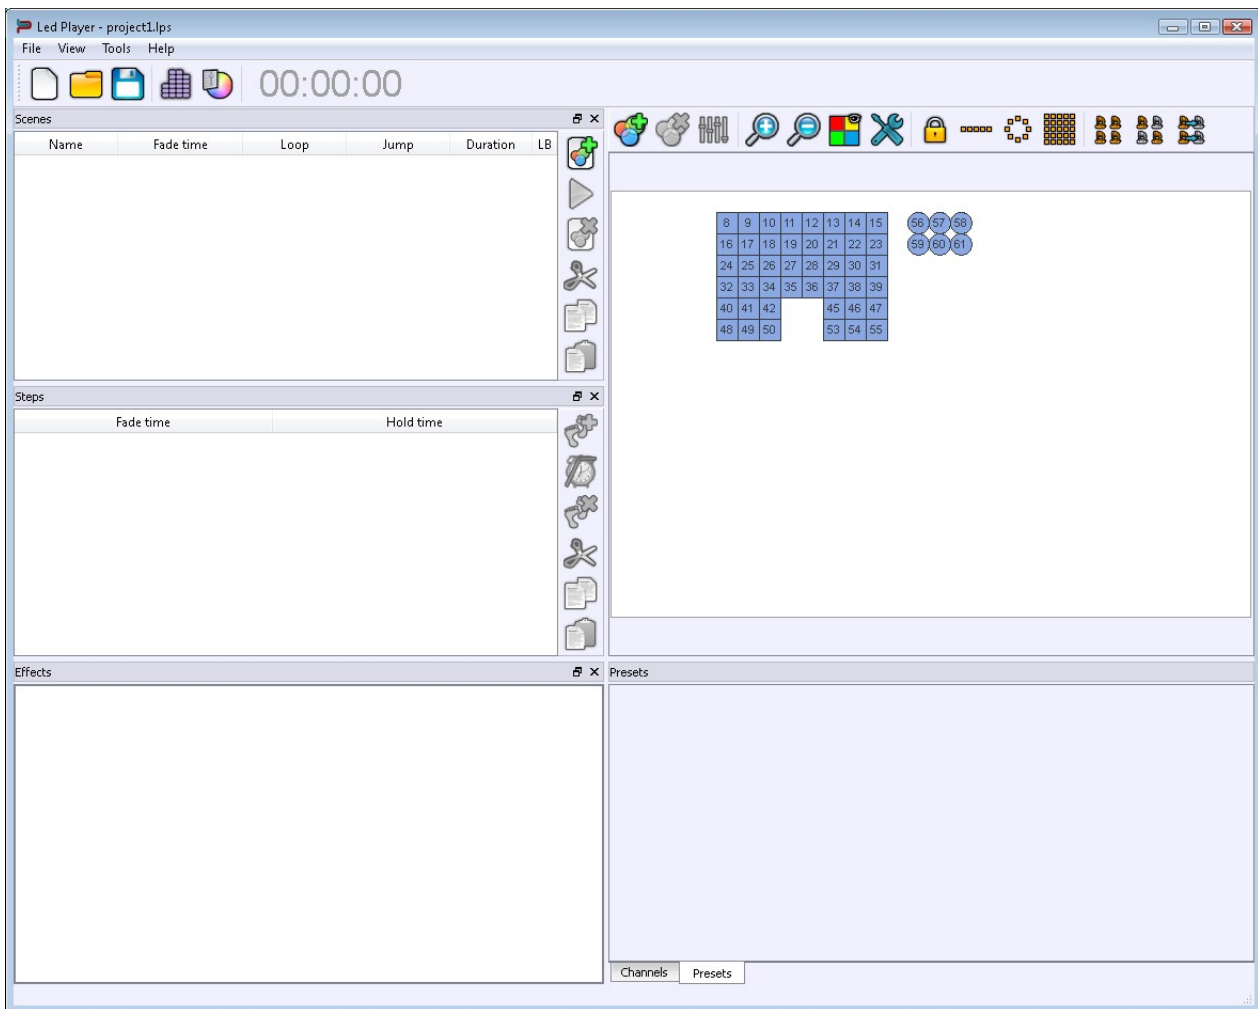 Led Player - project1.lps
File View Tools Help
00:00:00
Scenes
Name Fade time Loop Jump Duration LB
8 9 10 11 12 13 14 15 56 57 58
16 17 18 19 20 21 22 23 59 60 61
24 25 26 27 28 29 30 31
32 33 34 35 36 37 38 39
40 41 42 45 46 47
48 49 50 53 54 55
Steps
Fade time Hold time
Effects
Presets
Channels Presets